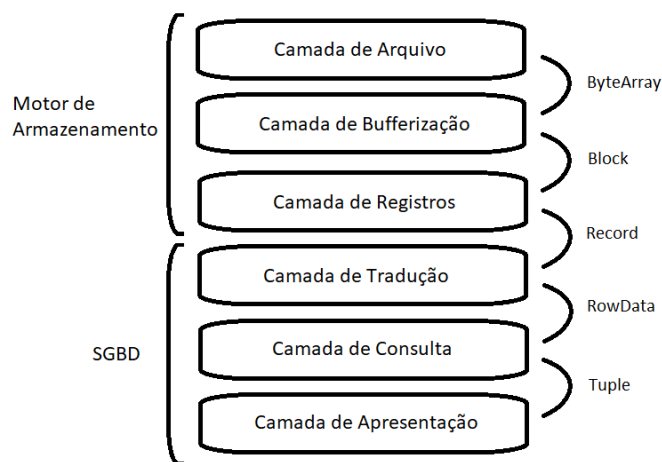 Camada de Arquivo
ByteArray
Motor de
Armazenamento
Camada de Bufferização
Block
Camada de Registros
Record
Camada de Tradução
RowData
SGBD
Camada de Consulta
Tuple
Camada de Apresentação